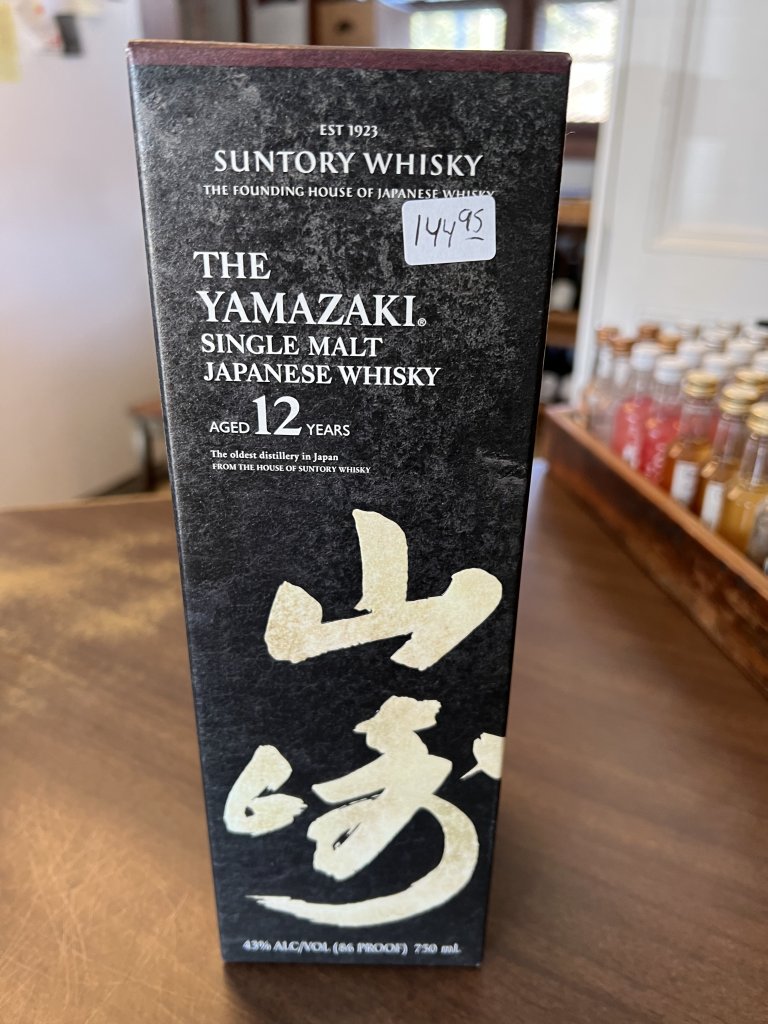 EST 1923
SUNTORY WHISKY
THE FOUNDING HOUSE OF JAPANESE WHISKY
144 95
THE
YAMAZAKI®
SINGLE MALT
JAPANESE WHISKY
AGED 12 YEARS
The oldest distillery in Japan
FROM THE HOUSE OF SUNTORY WHISKY
山
崎
43% ALC/VOL (86 PROOF) 750 mL